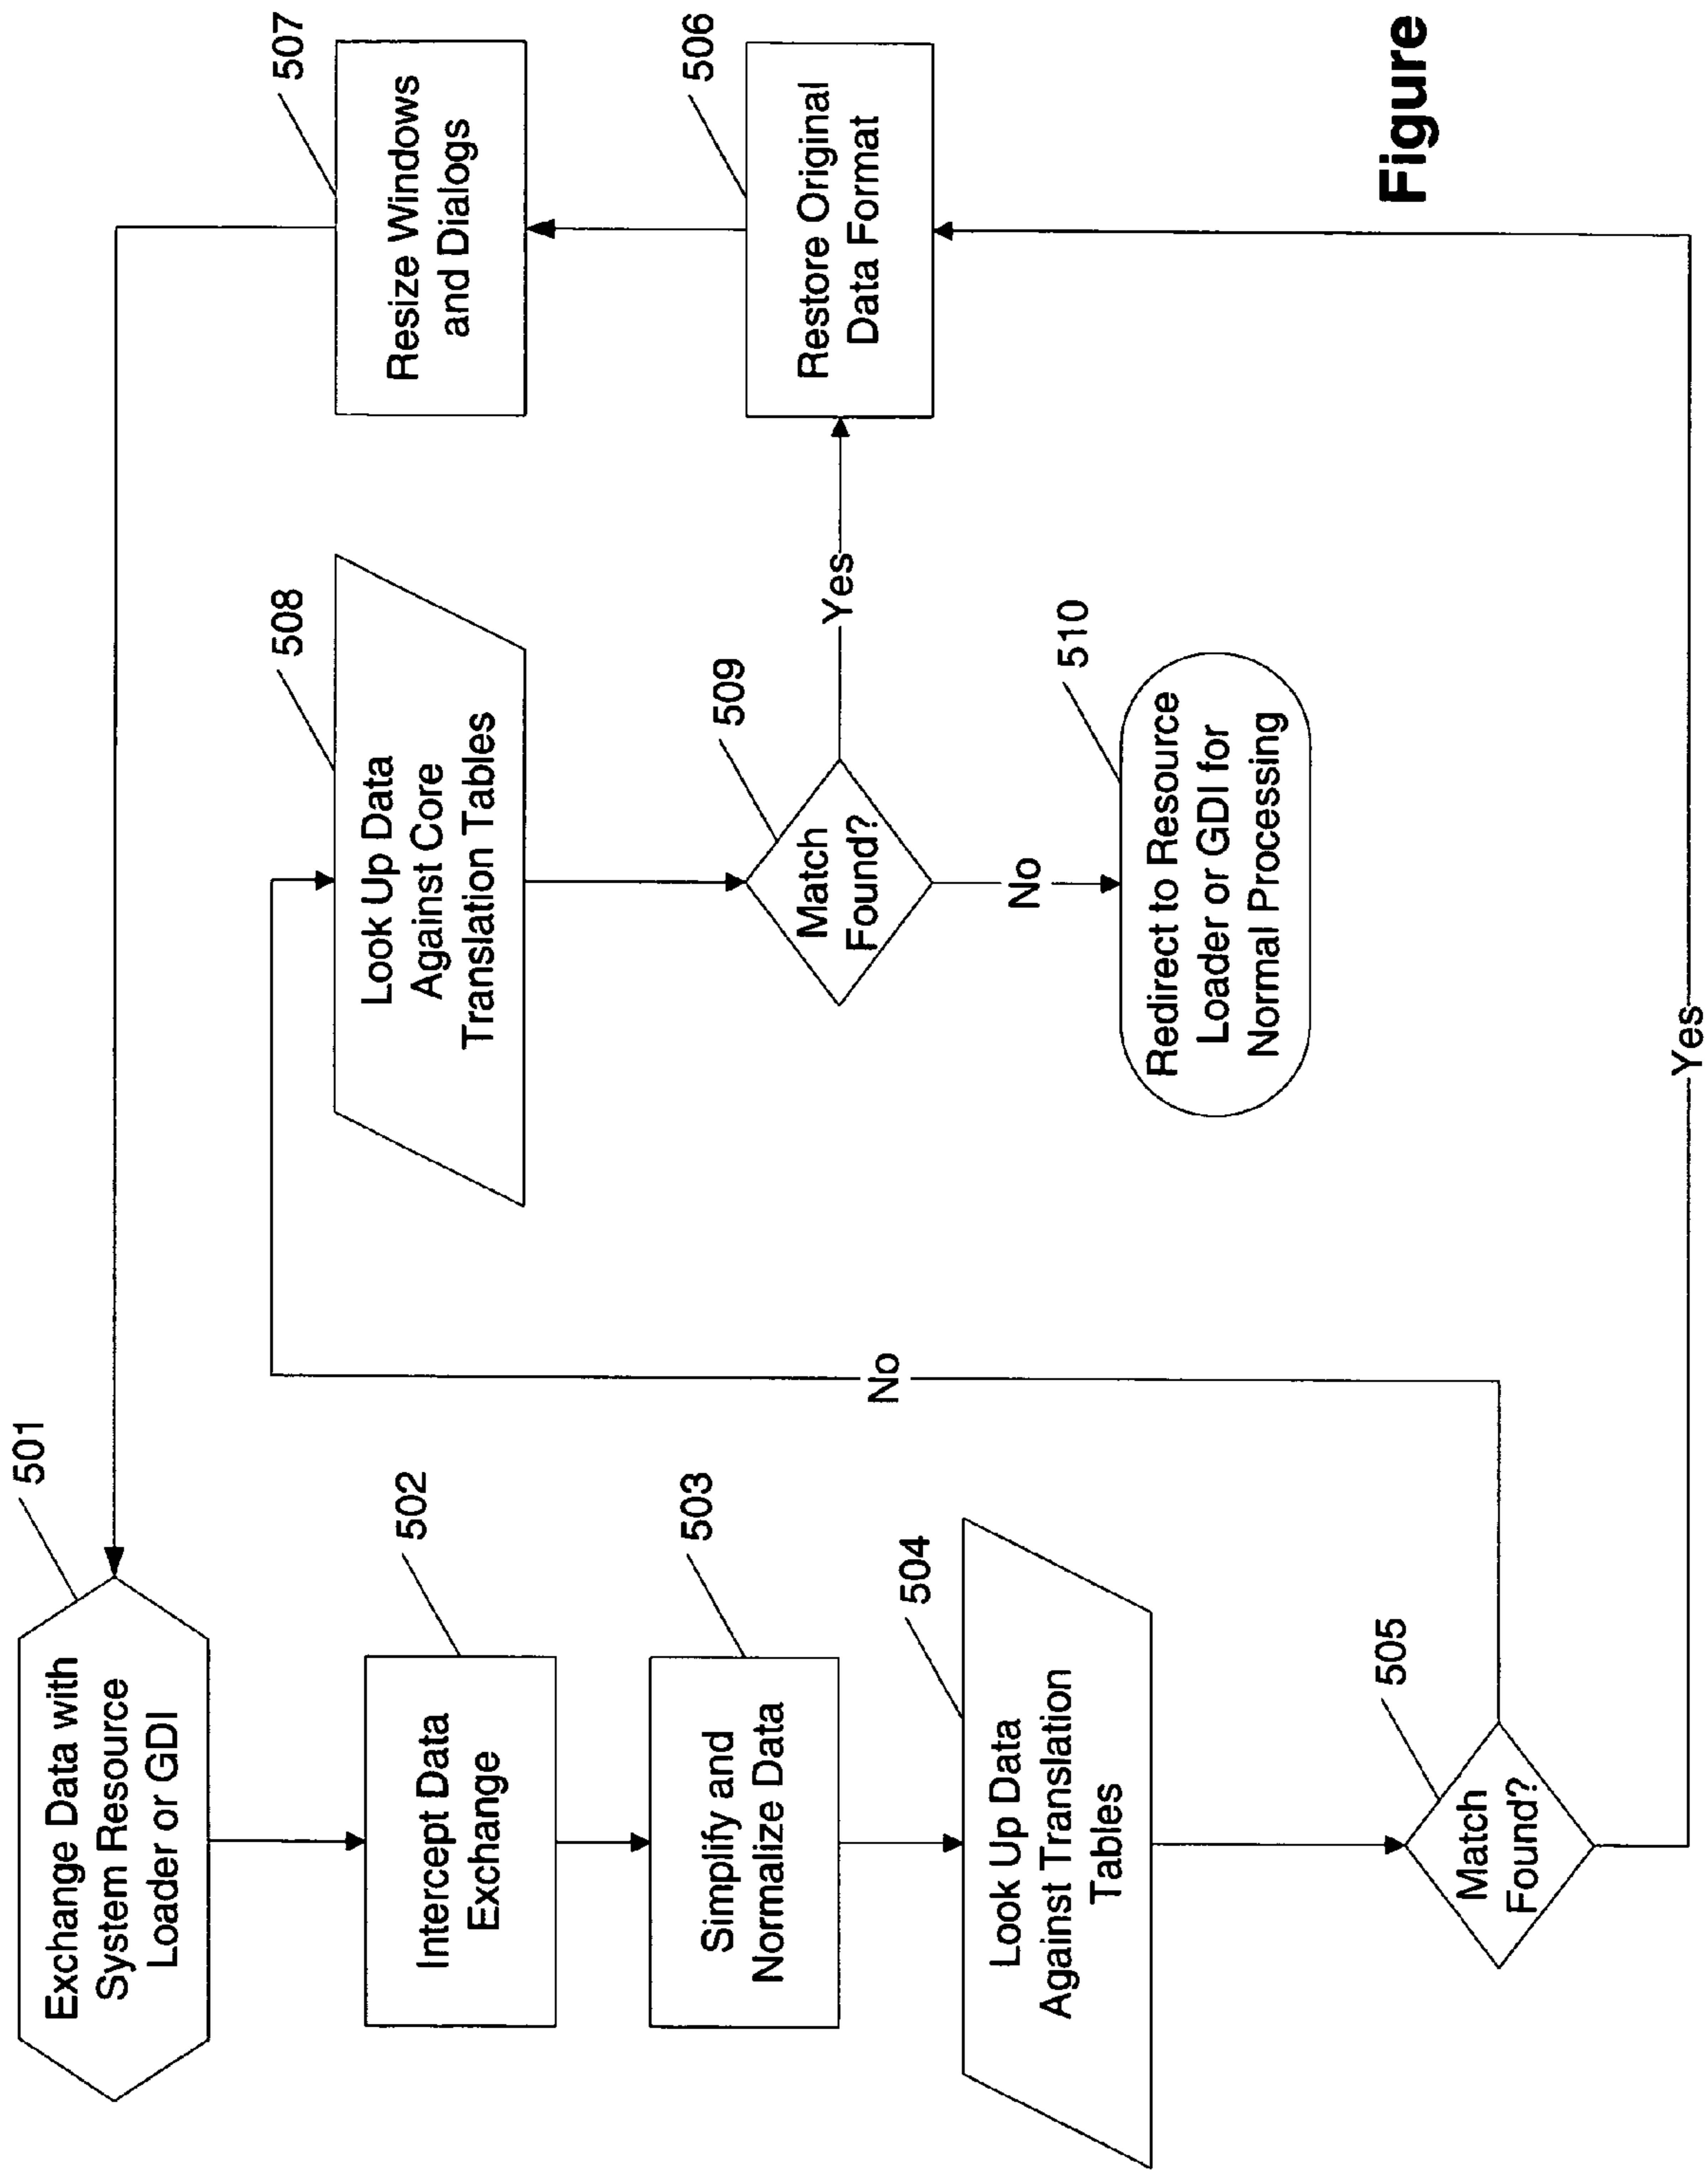 501
Exchange Data with
System Resource
Loader or GDI
502
Intercept Data
Exchange
503
Simplify and
Normalize Data
504
Look Up Data
Against Translation
Tables
505
Match
Found?
No
Yes
508
Look Up Data
Against Core
Translation Tables
509
Match
Found?
Yes
No
510
Redirect to Resource
Loader or GDI for
Normal Processing
507
Resize Windows
and Dialogs
506
Restore Original
Data Format
Figure